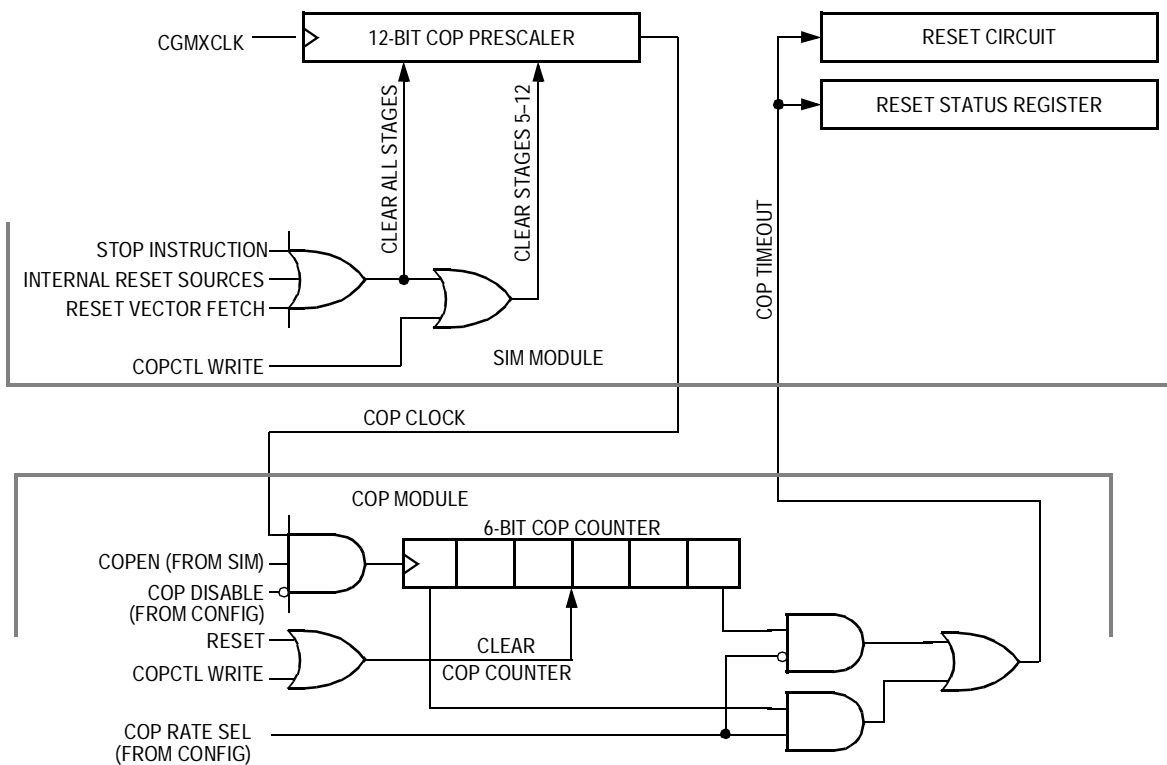 CGMXCLK
12-BIT COP PRESCALER
RESET CIRCUIT
RESET STATUS REGISTER
CLEAR ALL STAGES
CLEAR STAGES 5–12
COP TIMEOUT
STOP INSTRUCTION
INTERNAL RESET SOURCES
RESET VECTOR FETCH
COPCTL WRITE
SIM MODULE
COP CLOCK
COP MODULE
6-BIT COP COUNTER
COPEN (FROM SIM)
COP DISABLE
(FROM CONFIG)
RESET
COPCTL WRITE
CLEAR
COP COUNTER
COP RATE SEL
(FROM CONFIG)